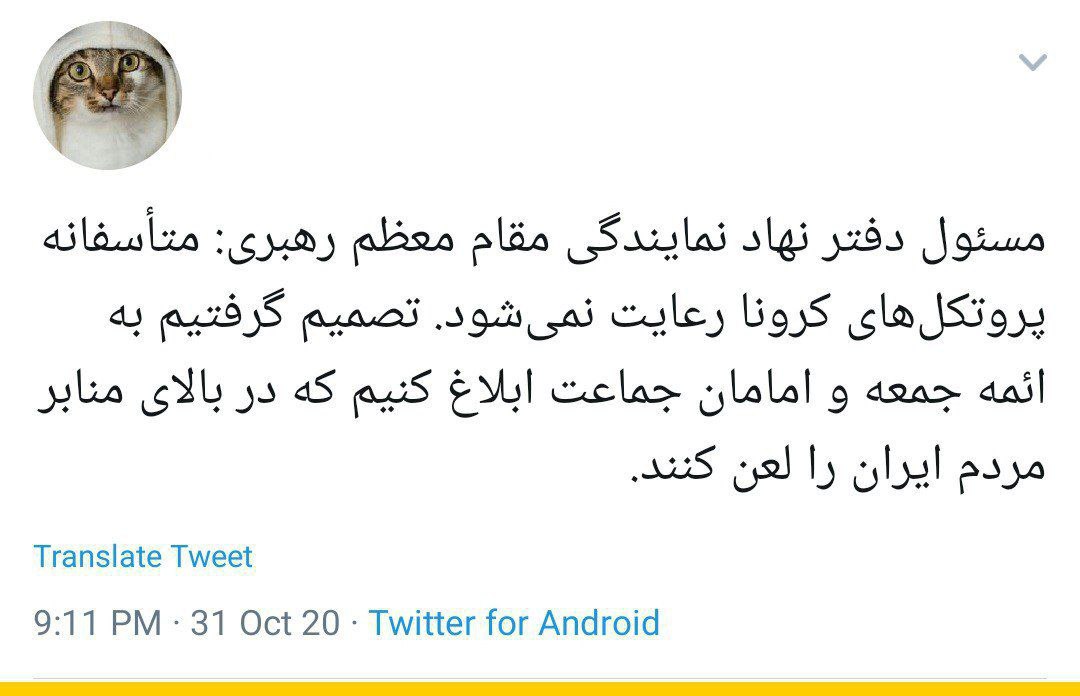 مسئول دفتر نهاد نمایندگی مقام معظم رهبری: متأسفانه
پروتکل‌های کرونا رعایت نمی‌شود. تصمیم گرفتیم به
ائمه جمعه و امامان جماعت ابلاغ کنیم که در بالای منابر
مردم ایران را لعن کنند.
Translate Tweet
9:11 PM · 31 Oct 20 · Twitter for Android